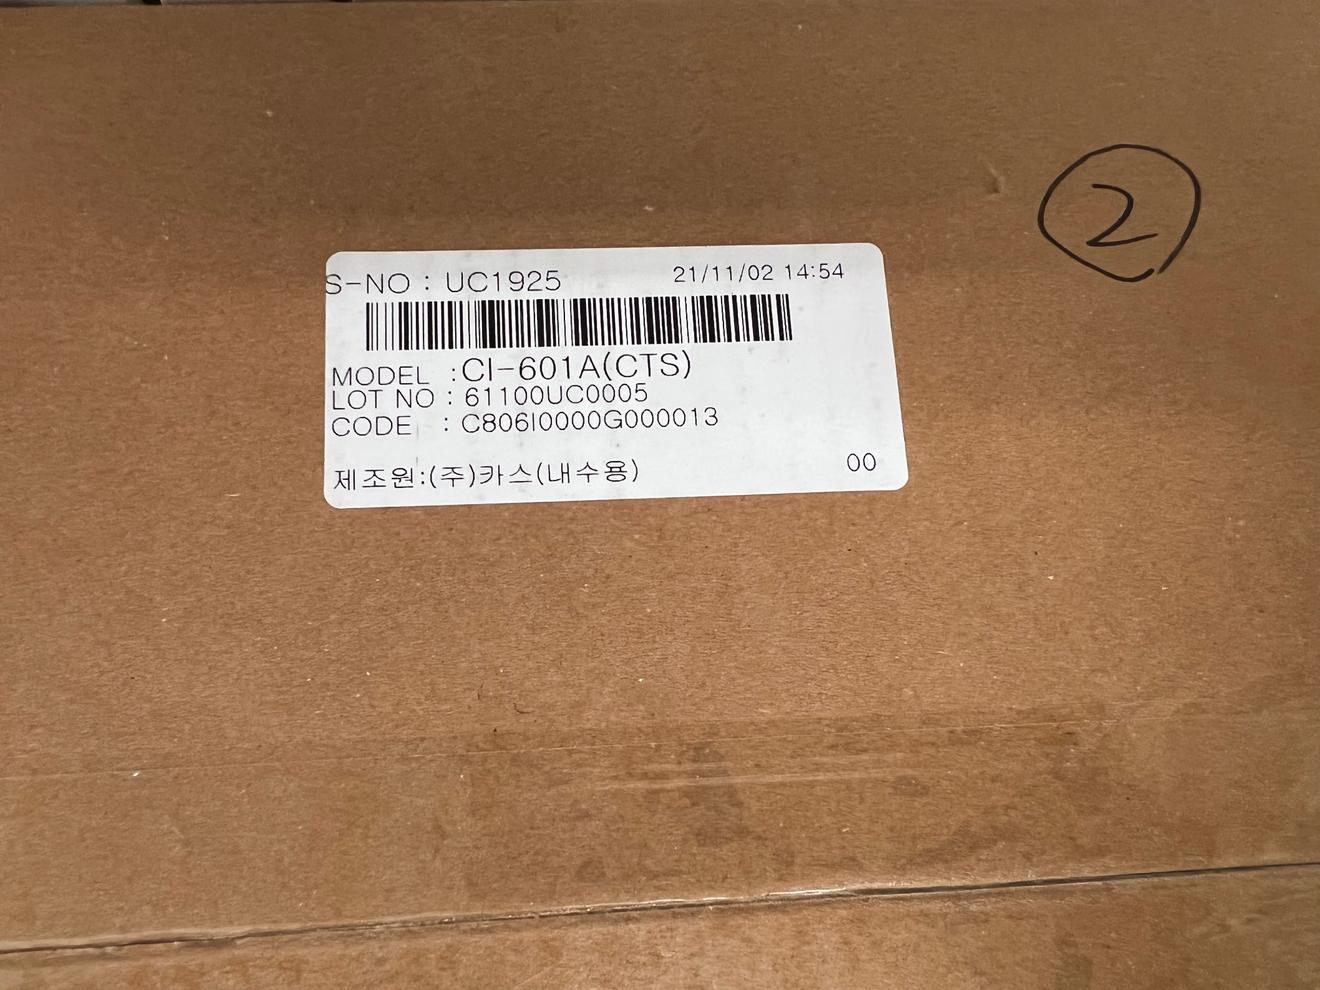 2
S-NO : UC1925 21/11/02 14:54
MODEL :CI-601A(CTS)
LOT NO : 61100UC0005
CODE : C806I0000G000013
제조원:(주)카스(내수용) 00